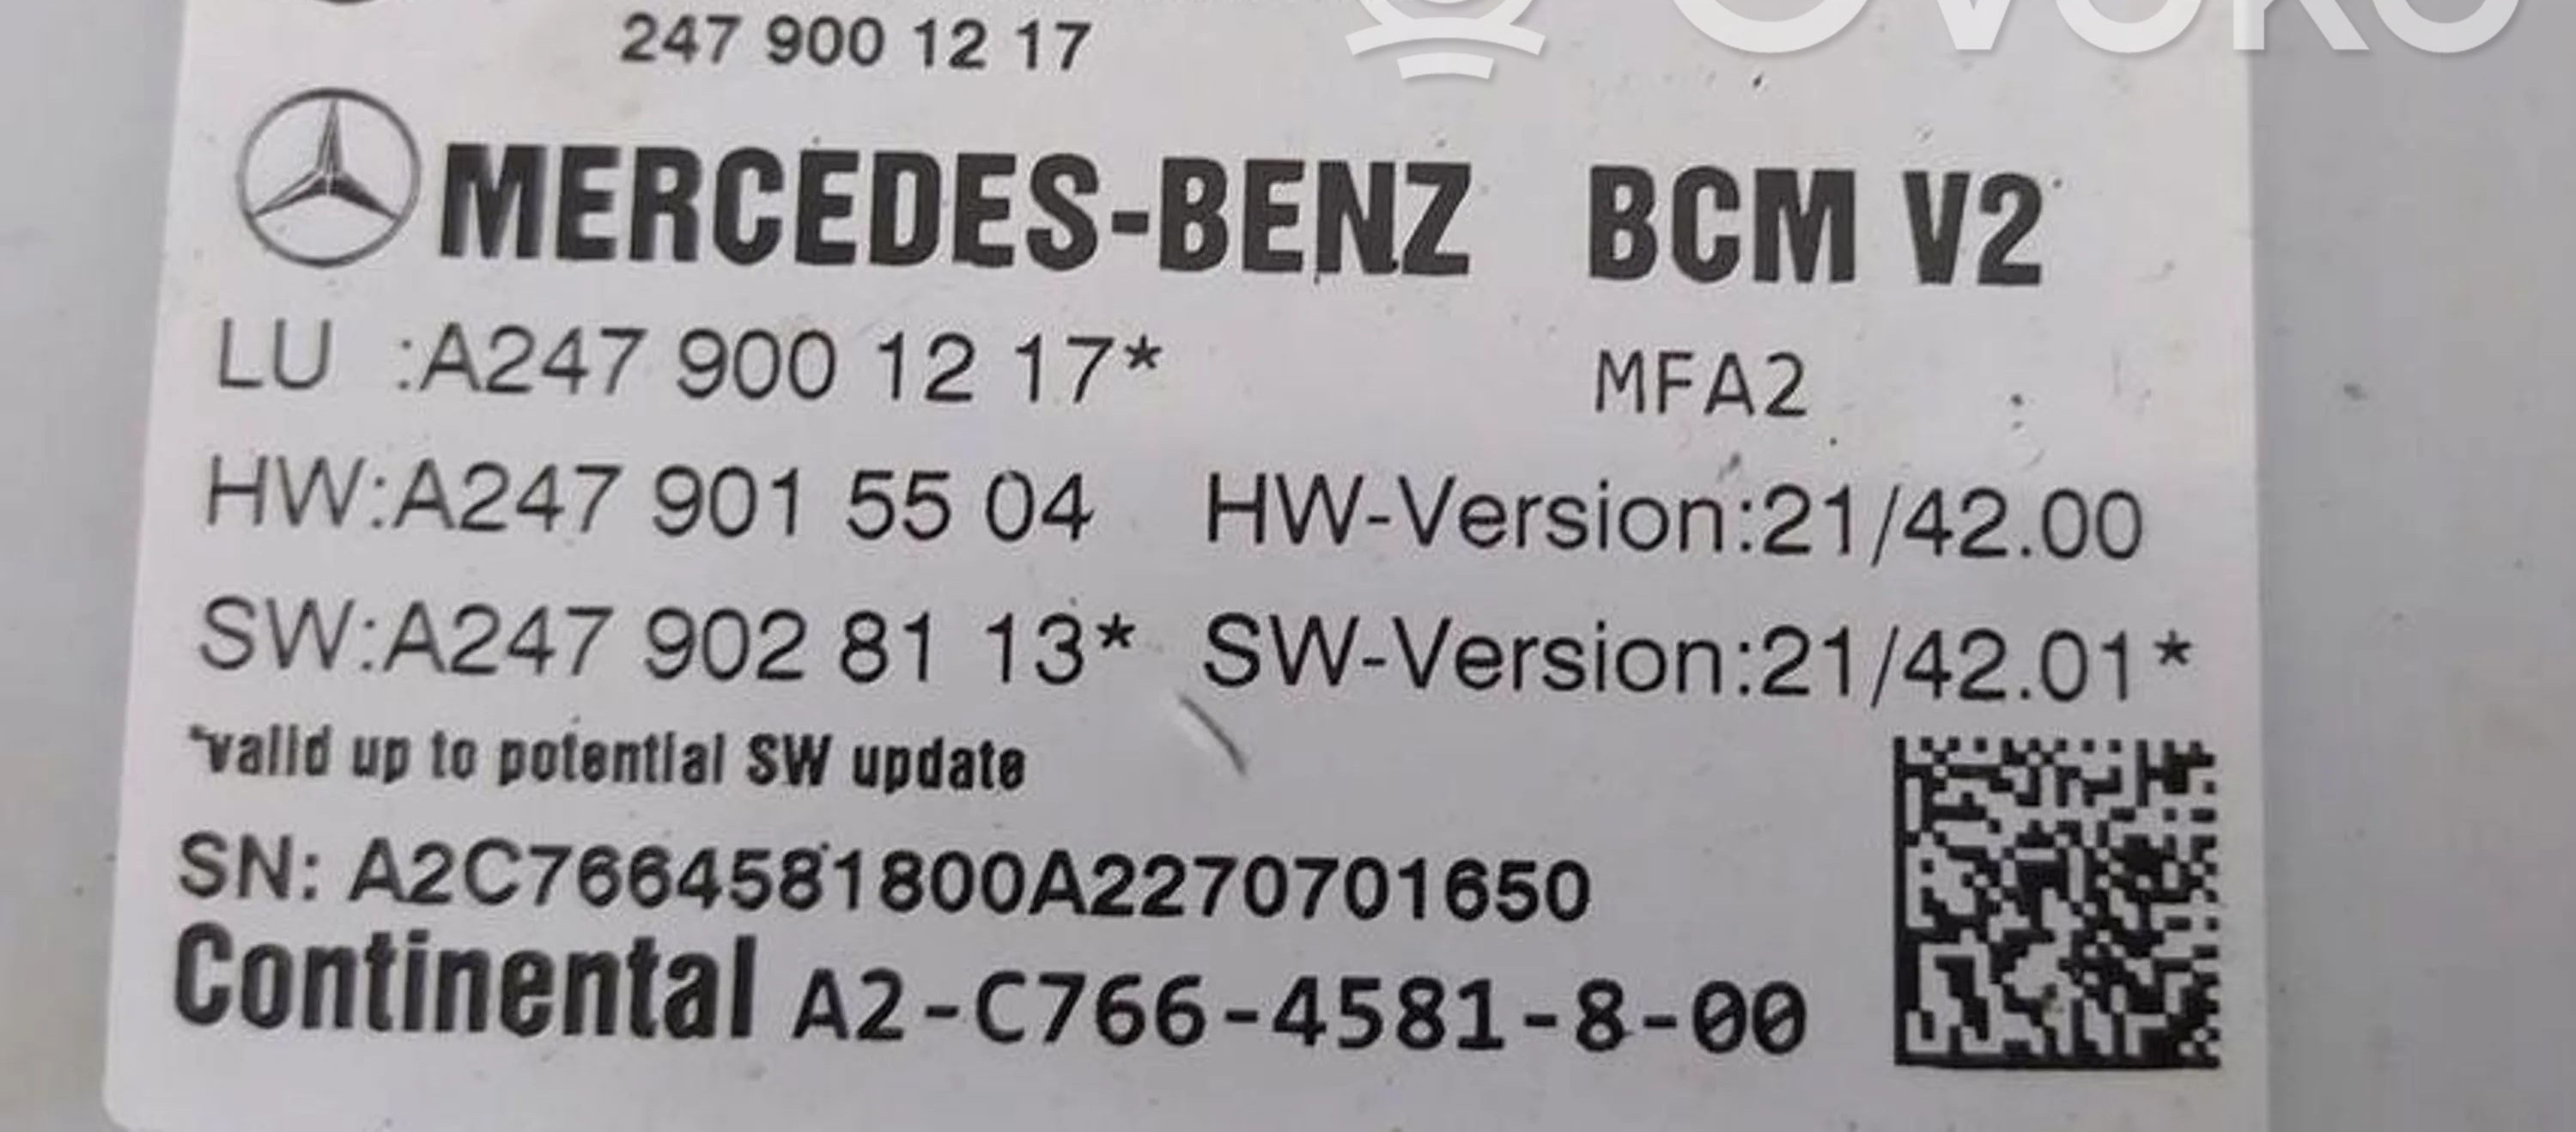 OVOKO
247 900 12 17
MERCEDES-BENZ BCM V2
LU :A247 900 12 17* MFA2
HW:A247 901 55 04 HW-Version:21/42.00
SW:A247 902 81 13* SW-Version:21/42.01*
*valid up to potential SW update
SN: A2C7664581800A2270701650
Continental A2-C766-4581-8-00